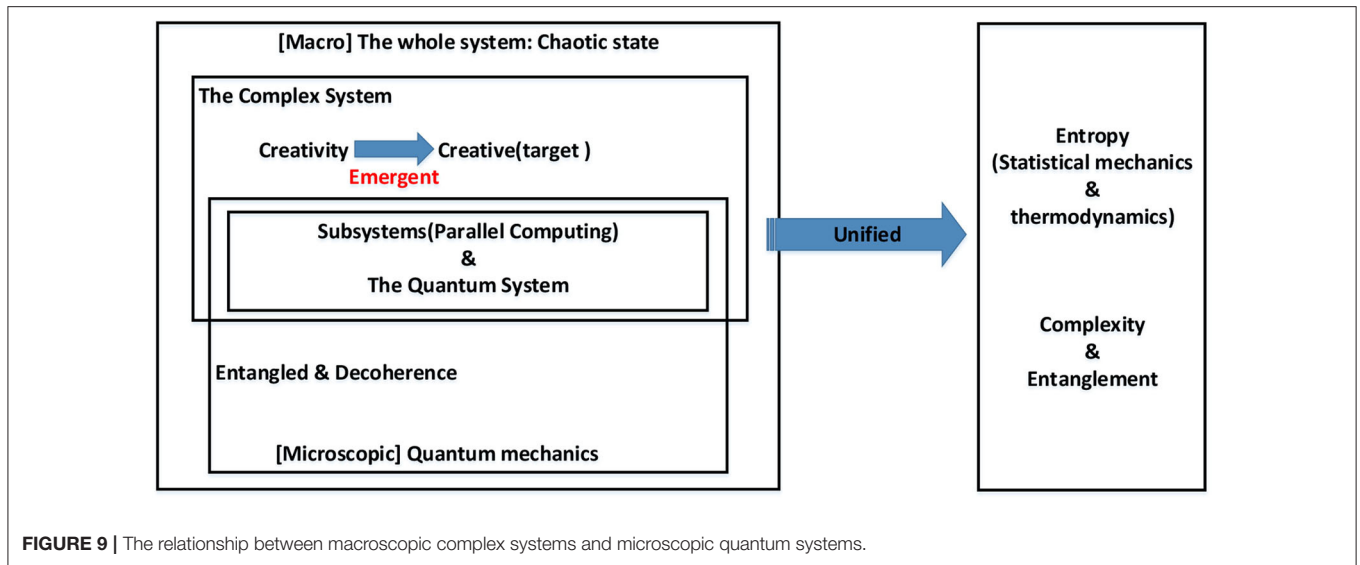 [Macro] The whole system: Chaotic state
The Complex System
Creativity
Creative(target )
Emergent
Subsystems(Parallel Computing)
&
The Quantum System
Entangled & Decoherence
[Microscopic] Quantum mechanics
Unified
Entropy
(Statistical mechanics
&
thermodynamics)
Complexity
&
Entanglement
FIGURE 9 | The relationship between macroscopic complex systems and microscopic quantum systems.